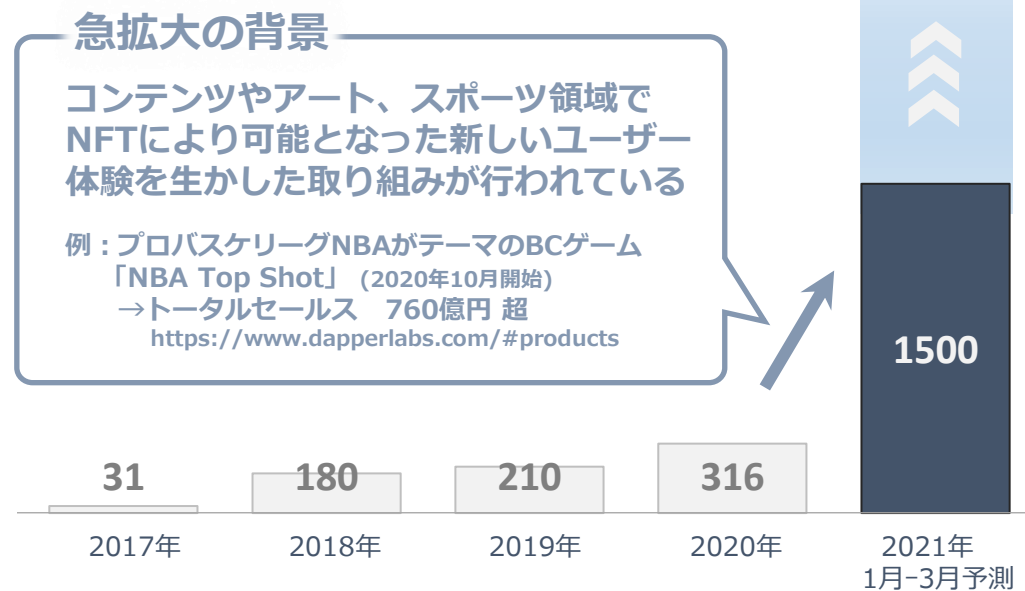 急拡大の背景
コンテンツやアート、スポーツ領域で
NFTにより可能となった新しいユーザー
体験を生かした取り組みが行われている
例：プロバスケリーグNBAがテーマのBCゲーム
「NBA Top Shot」 (2020年10月開始)
→トータルセールス　760億円 超
https://www.dapperlabs.com/#products
31
180
210
316
1500
2017年
2018年
2019年
2020年
2021年
1月−3月予測